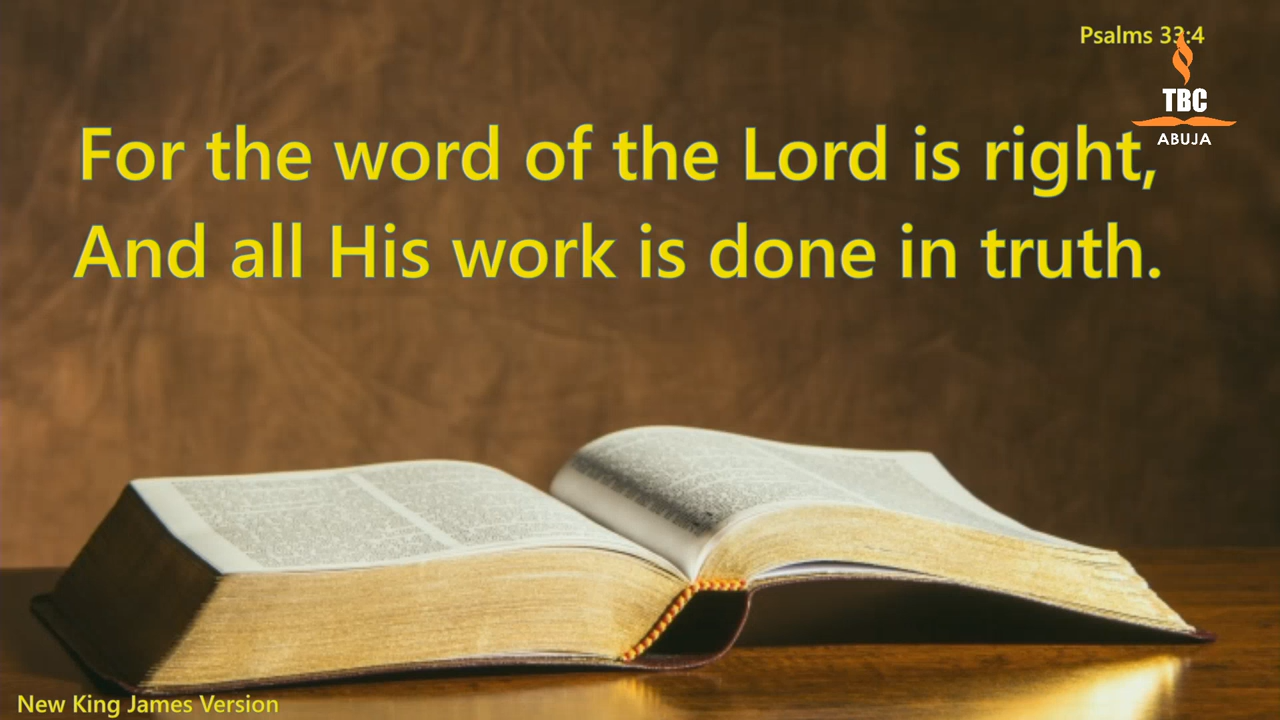 Psalms 33:4
TBC
ABUJA
For the word of the Lord is right,
And all His work is done in truth.
New King James Version